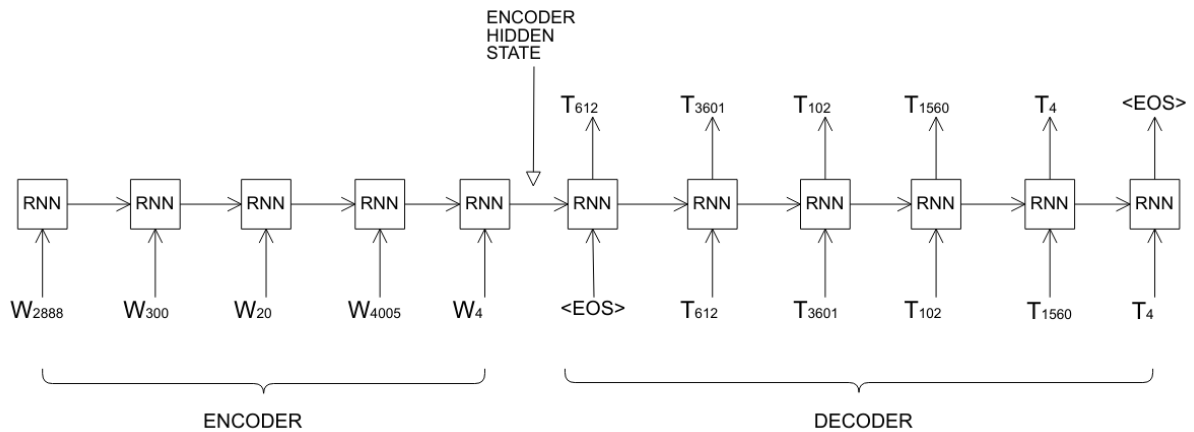 ENCODER
HIDDEN
STATE
T612 T3601 T102 T1560 T4 <EOS>
RNN RNN RNN RNN RNN RNN RNN RNN RNN RNN RNN
W2888 W300 W20 W4005 W4 <EOS> T612 T3601 T102 T1560 T4
ENCODER DECODER